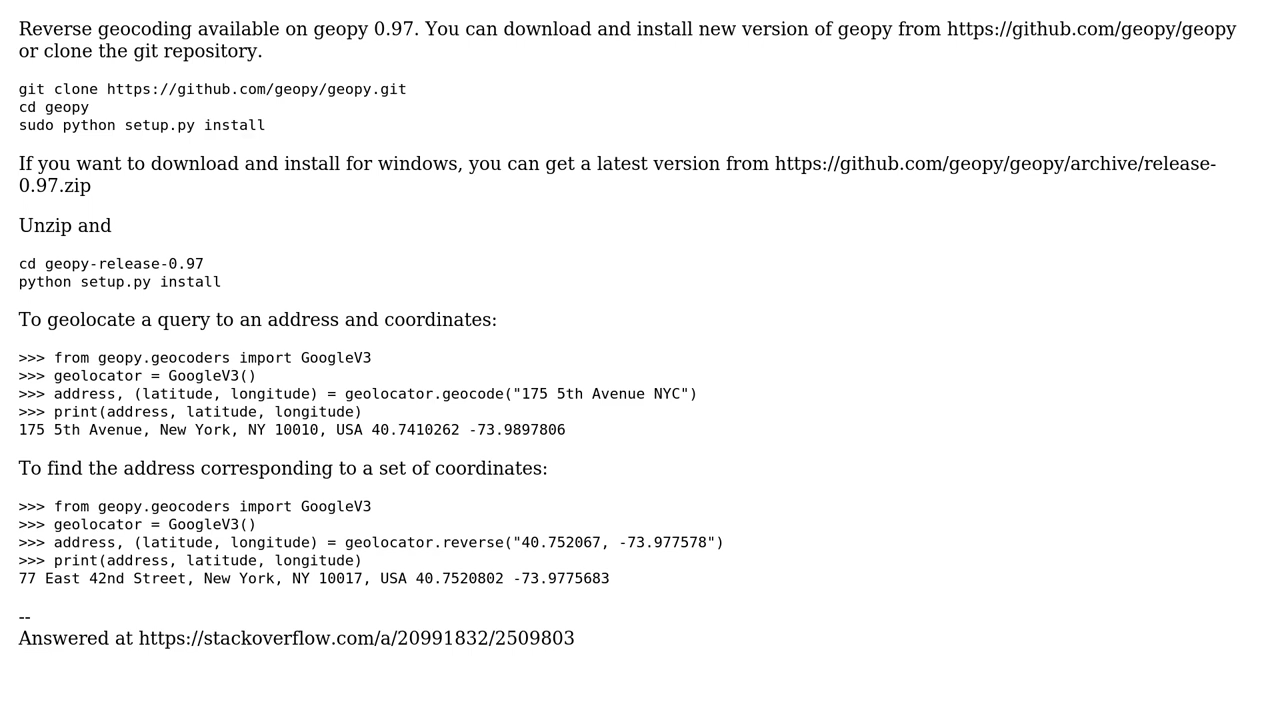 Reverse geocoding available on geopy 0.97. You can download and install new version of geopy from https://github.com/geopy/geopy
or clone the git repository.
git clone https://github.com/geopy/geopy.git
cd geopy
sudo python setup.py install
If you want to download and install for windows, you can get a latest version from https://github.com/geopy/geopy/archive/release-
0.97.zip
Unzip and
cd geopy-release-0.97
python setup.py install
To geolocate a query to an address and coordinates:
>>> from geopy.geocoders import GoogleV3
>>> geolocator = GoogleV3()
>>> address, (latitude, longitude) = geolocator.geocode("175 5th Avenue NYC")
>>> print(address, latitude, longitude)
175 5th Avenue, New York, NY 10010, USA 40.7410262 -73.9897806
To find the address corresponding to a set of coordinates:
>>> from geopy.geocoders import GoogleV3
>>> geolocator = GoogleV3()
>>> address, (latitude, longitude) = geolocator.reverse("40.752067, -73.977578")
>>> print(address, latitude, longitude)
77 East 42nd Street, New York, NY 10017, USA 40.7520802 -73.9775683
--
Answered at https://stackoverflow.com/a/20991832/2509803